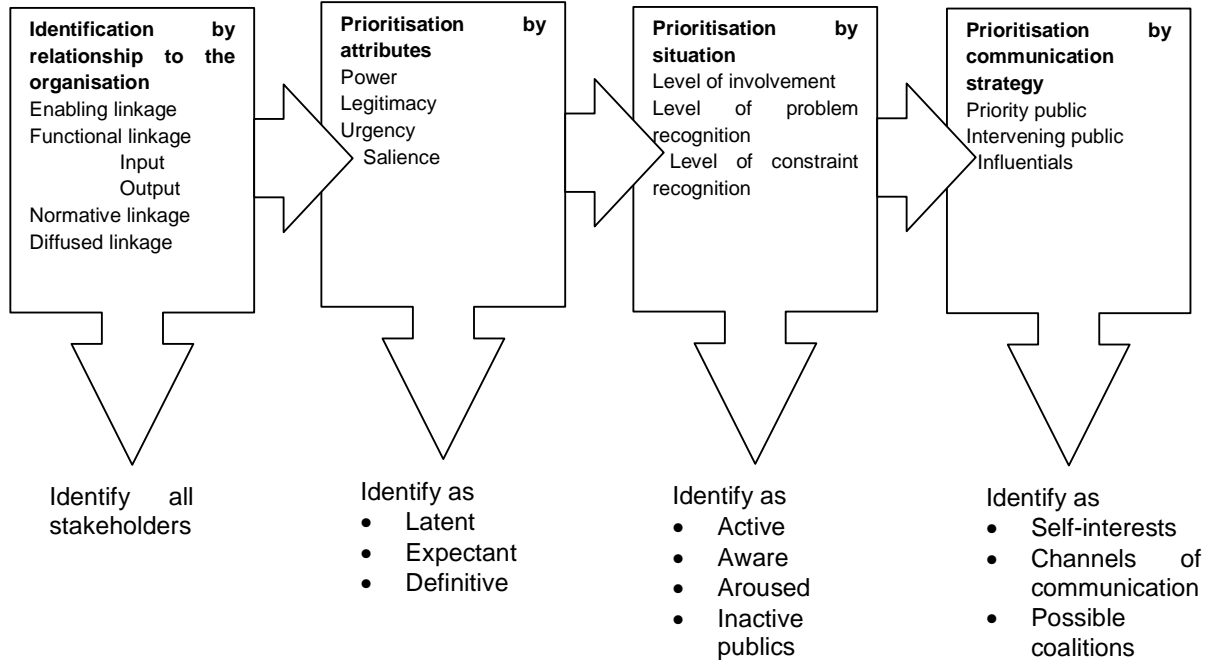 Identification by
relationship to the
organisation
Enabling linkage
Functional linkage
Input
Output
Normative linkage
Diffused linkage
Prioritisation by
attributes
Power
Legitimacy
Urgency
Salience
Prioritisation by
situation
Level of involvement
Level of problem
recognition
Level of constraint
recognition
Prioritisation by
communication
strategy
Priority public
Intervening public
Influentials
Identify all
stakeholders
Identify as
• Latent
• Expectant
• Definitive
Identify as
• Active
• Aware
• Aroused
• Inactive
publics
Identify as
• Self-interests
• Channels of
communication
• Possible
coalitions